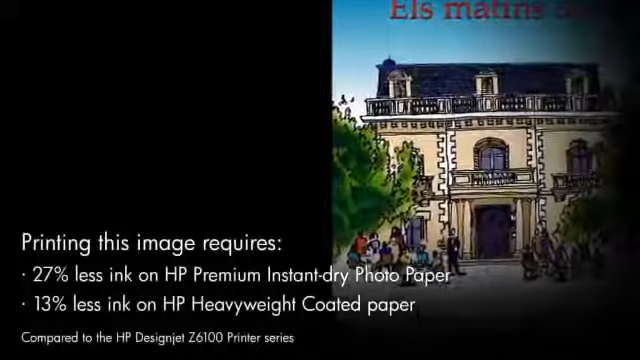 Els matins
Printing this image requires:
· 27% less ink on HP Premium Instant-dry Photo Paper
· 13% less ink on HP Heavyweight Coated paper
Compared to the HP Designjet Z6100 Printer series